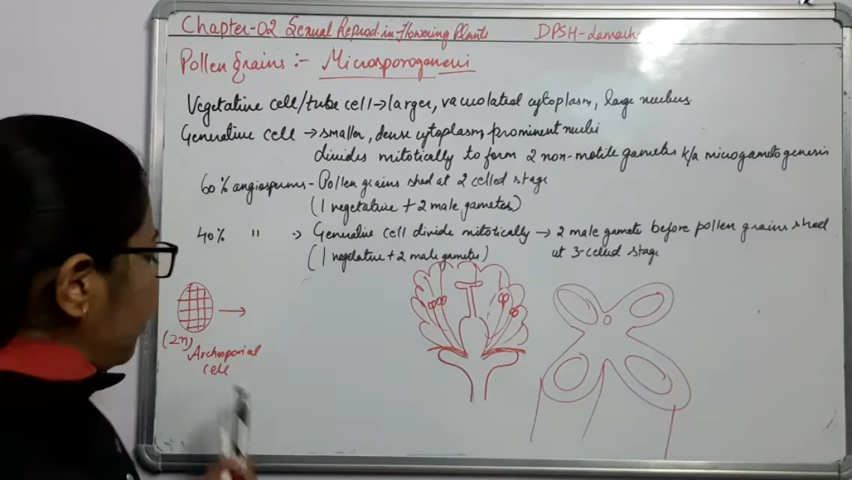 Chapter-02 Sexual Reprod in Flowering Plants DPSH-damach
Pollen Grains :- Microsporogenesi
Vegetative cell/tube cell → larger, vacuolated cytoplasm, large nucleus
Generative cell → smaller, dense cytoplasm prominent nuclei
divides mitotically to form 2 non-motile gametes k/a microgametogenesis
60% angiosperms - Pollen grains shed at 2 celled stage
(1 vegetative + 2 male gametes)
40% " → Generative cell divide mitotically → 2 male gamets before pollen grains shed
at 3-celled stage
(1 vegetative + 2 male gametes)
(2n)
Archesporial
cell